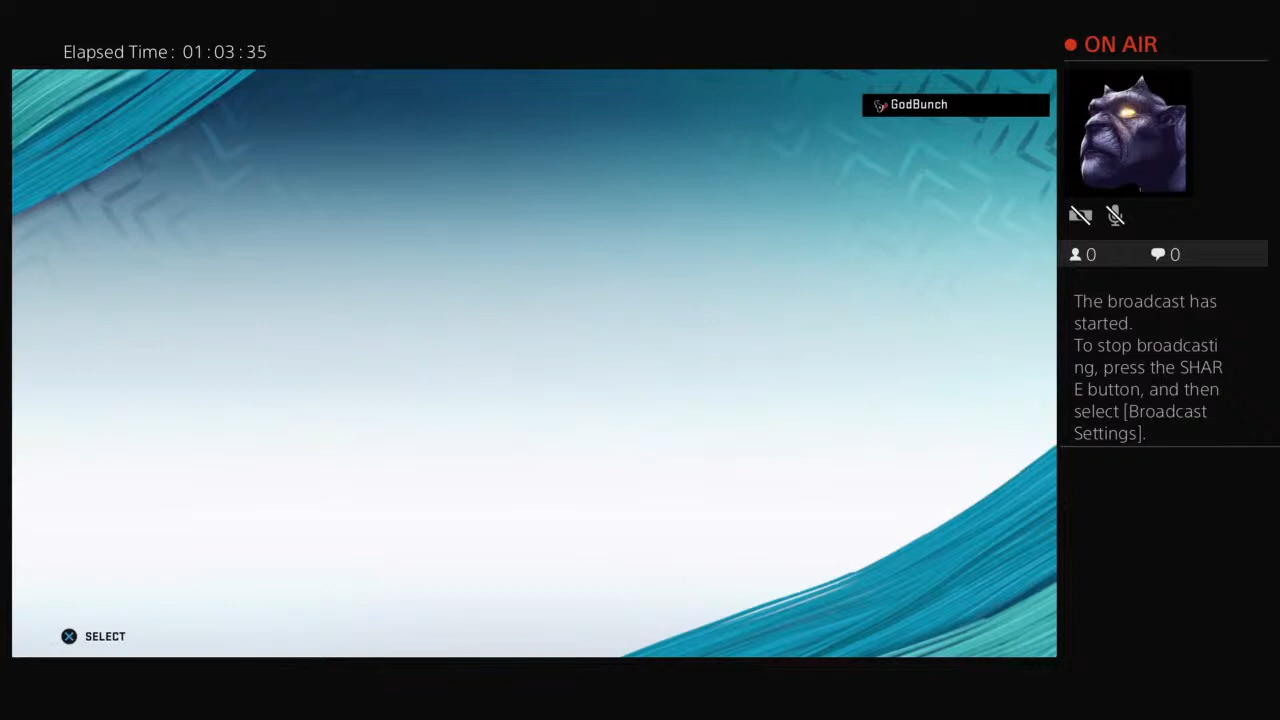 Elapsed Time: 01:03:35
ON AIR
GodBunch
0 0
The broadcast has
started.
To stop broadcasti
ng, press the SHAR
E button, and then
select [Broadcast
Settings].
SELECT